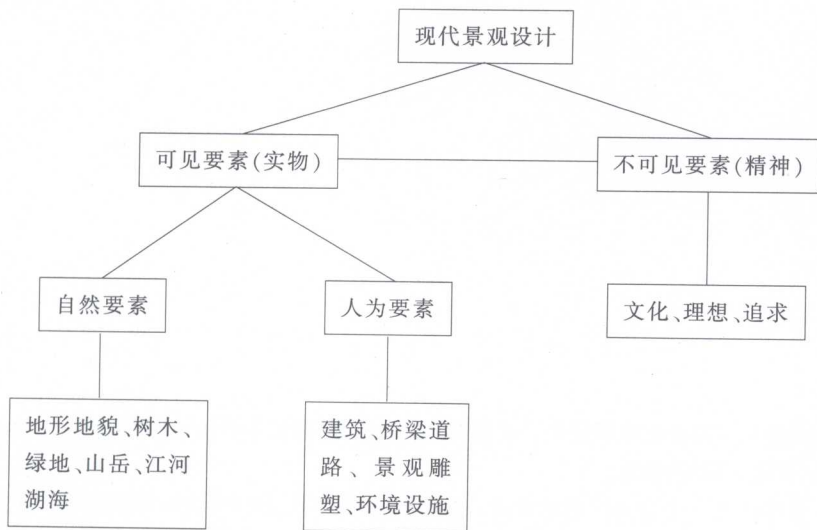 现代景观设计
可见要素(实物)
不可见要素(精神)
自然要素
人为要素
文化、理想、追求
地形地貌、树木、
绿地、山岳、江河
湖海
建筑、桥梁道
路、景观雕
塑、环境设施